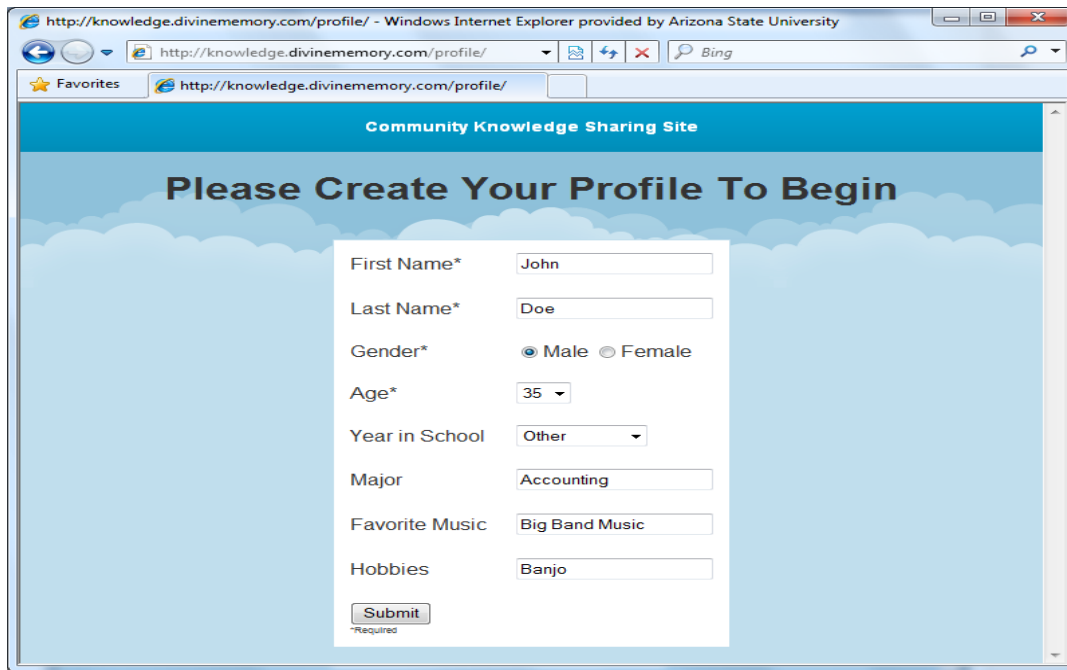 http://knowledge.divinememory.com/profile/ - Windows Internet Explorer provided by Arizona State University
http://knowledge.divinememory.com/profile/ Bing
Favorites http://knowledge.divinememory.com/profile/
Community Knowledge Sharing Site
Please Create Your Profile To Begin
First Name* John
Last Name* Doe
Gender* Male Female
Age* 35
Year in School Other
Major Accounting
Favorite Music Big Band Music
Hobbies Banjo
Submit
*Required